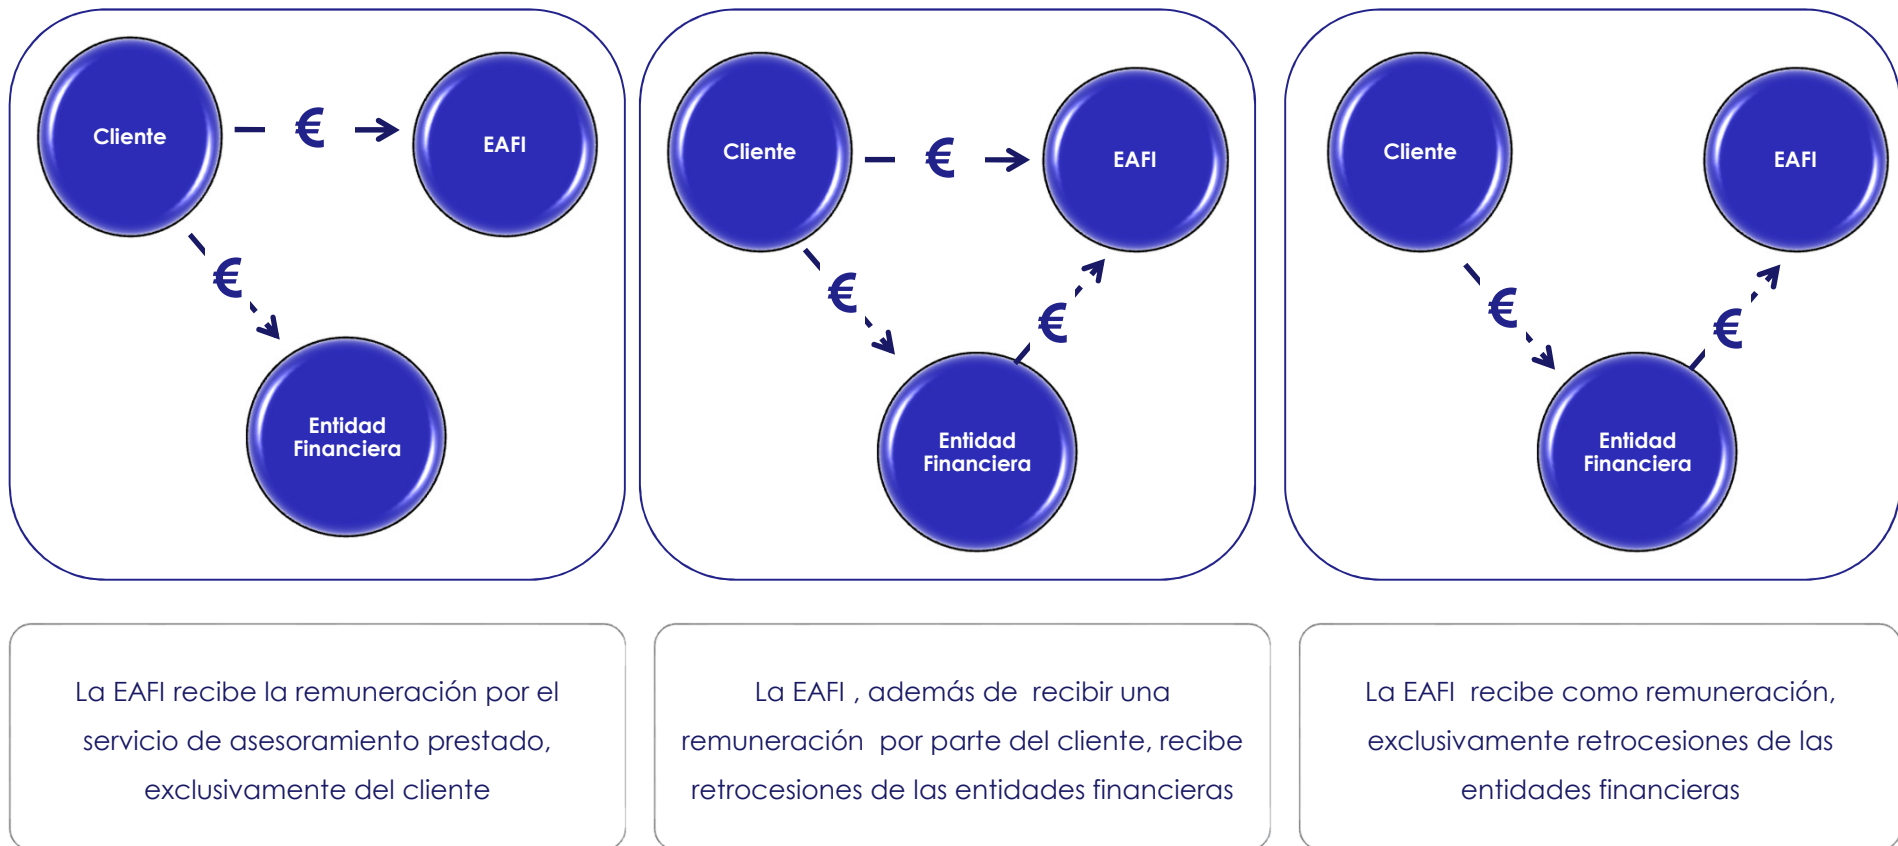 Cliente
€
EAFI
€
Entidad
Financiera
Cliente
€
EAFI
€
€
Entidad
Financiera
Cliente
EAFI
€
€
Entidad
Financiera
La EAFI recibe la remuneración por el
servicio de asesoramiento prestado,
exclusivamente del cliente
La EAFI , además de recibir una
remuneración por parte del cliente, recibe
retrocesiones de las entidades financieras
La EAFI recibe como remuneración,
exclusivamente retrocesiones de las
entidades financieras